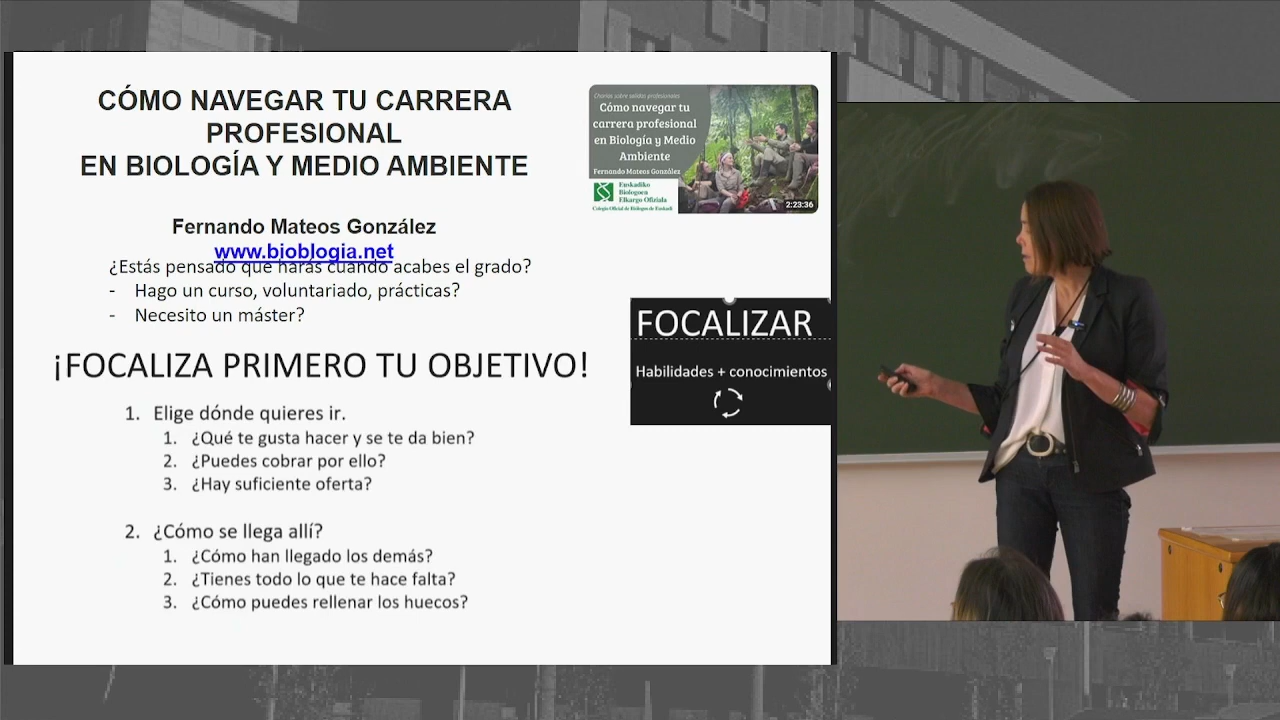 CÓMO NAVEGAR TU CARRERA
PROFESIONAL
EN BIOLOGÍA Y MEDIO AMBIENTE
Fernando Mateos González
www.bioblogia.net
¿Estás pensado que harás cuando acabes el grado?
- Hago un curso, voluntariado, prácticas?
- Necesito un máster?
¡FOCALIZA PRIMERO TU OBJETIVO!
1. Elige dónde quieres ir.
1. ¿Qué te gusta hacer y se te da bien?
2. ¿Puedes cobrar por ello?
3. ¿Hay suficiente oferta?
2. ¿Cómo se llega allí?
1. ¿Cómo han llegado los demás?
2. ¿Tienes todo lo que te hace falta?
3. ¿Cómo puedes rellenar los huecos?
Charlas sobre salidas profesionales
Cómo navegar tu
carrera profesional
en Biología y Medio
Ambiente
Fernando Mateos González
Euskadiko
Biologoen
Elkargo Ofiziala
Colegio Oficial de Biólogos de Euskadi
2:23:36
FOCALIZAR
Habilidades + conocimientos